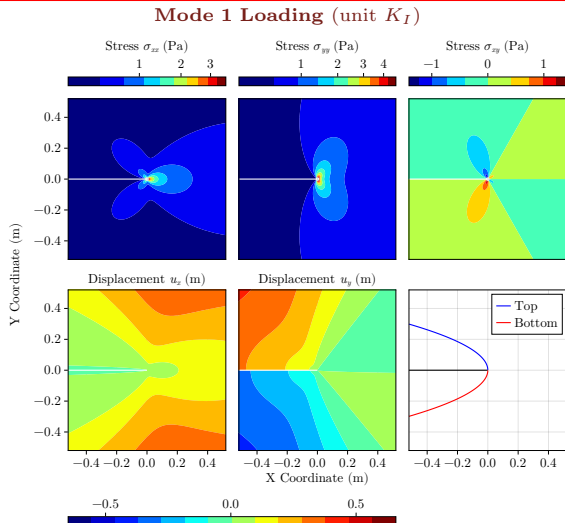 Mode 1 Loading (unit K_I)
Stress σ_xx (Pa) Stress σ_yy (Pa) Stress σ_xy (Pa)
1 2 3 1 2 3 4 −1 0 1
0.4
0.2
0.0
−0.2
−0.4
Y Coordinate (m)
Displacement u_x (m) Displacement u_y (m)
0.4
0.2
0.0
−0.2
−0.4
Top
Bottom
−0.4 −0.2 0.0 0.2 0.4 −0.4 −0.2 0.0 0.2 0.4 −0.4 −0.2 0.0 0.2 0.4
X Coordinate (m)
−0.5 0.0 0.5